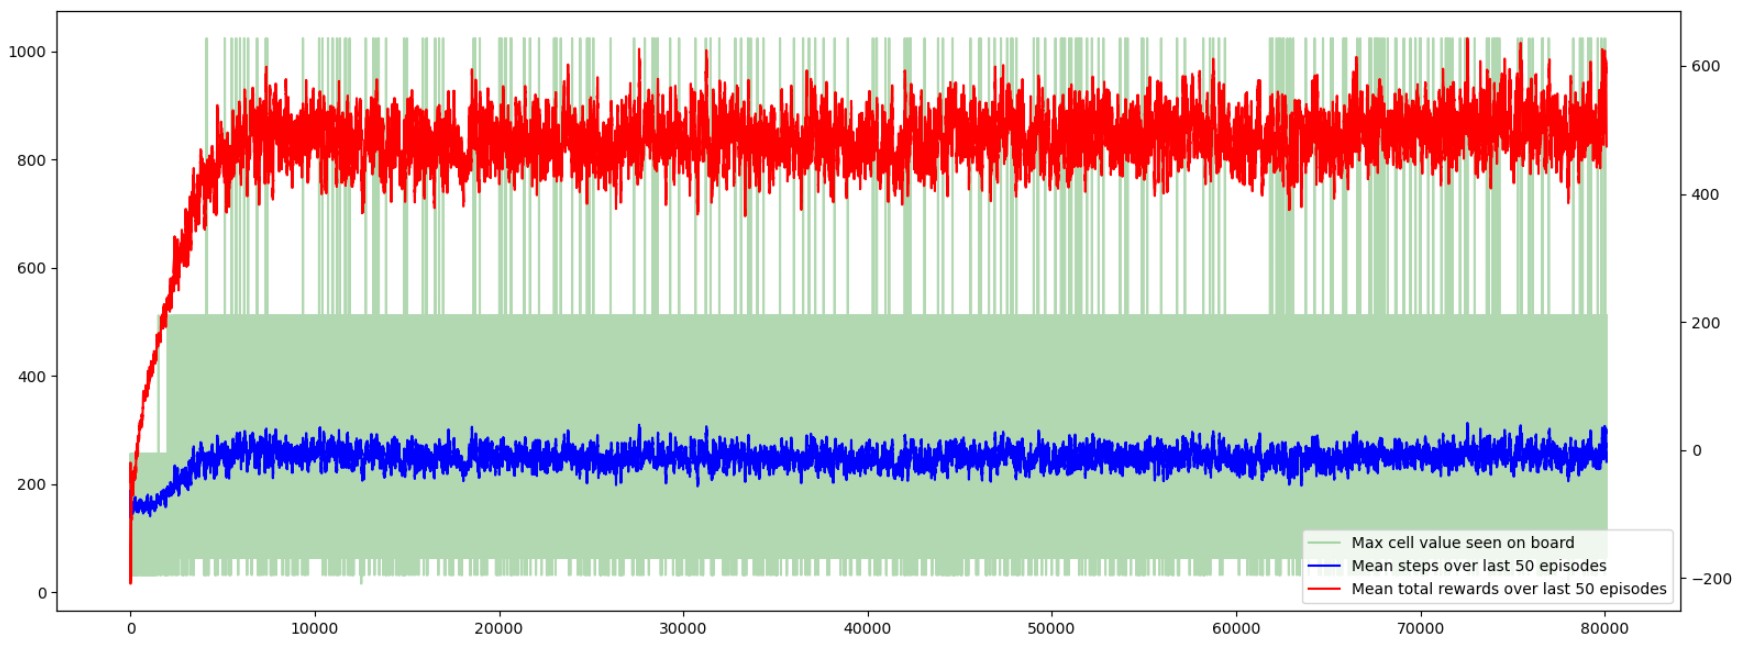 1000
800
600
400
200
0
600
400
200
0
−200
Max cell value seen on board
Mean steps over last 50 episodes
Mean total rewards over last 50 episodes
0 10000 20000 30000 40000 50000 60000 70000 80000